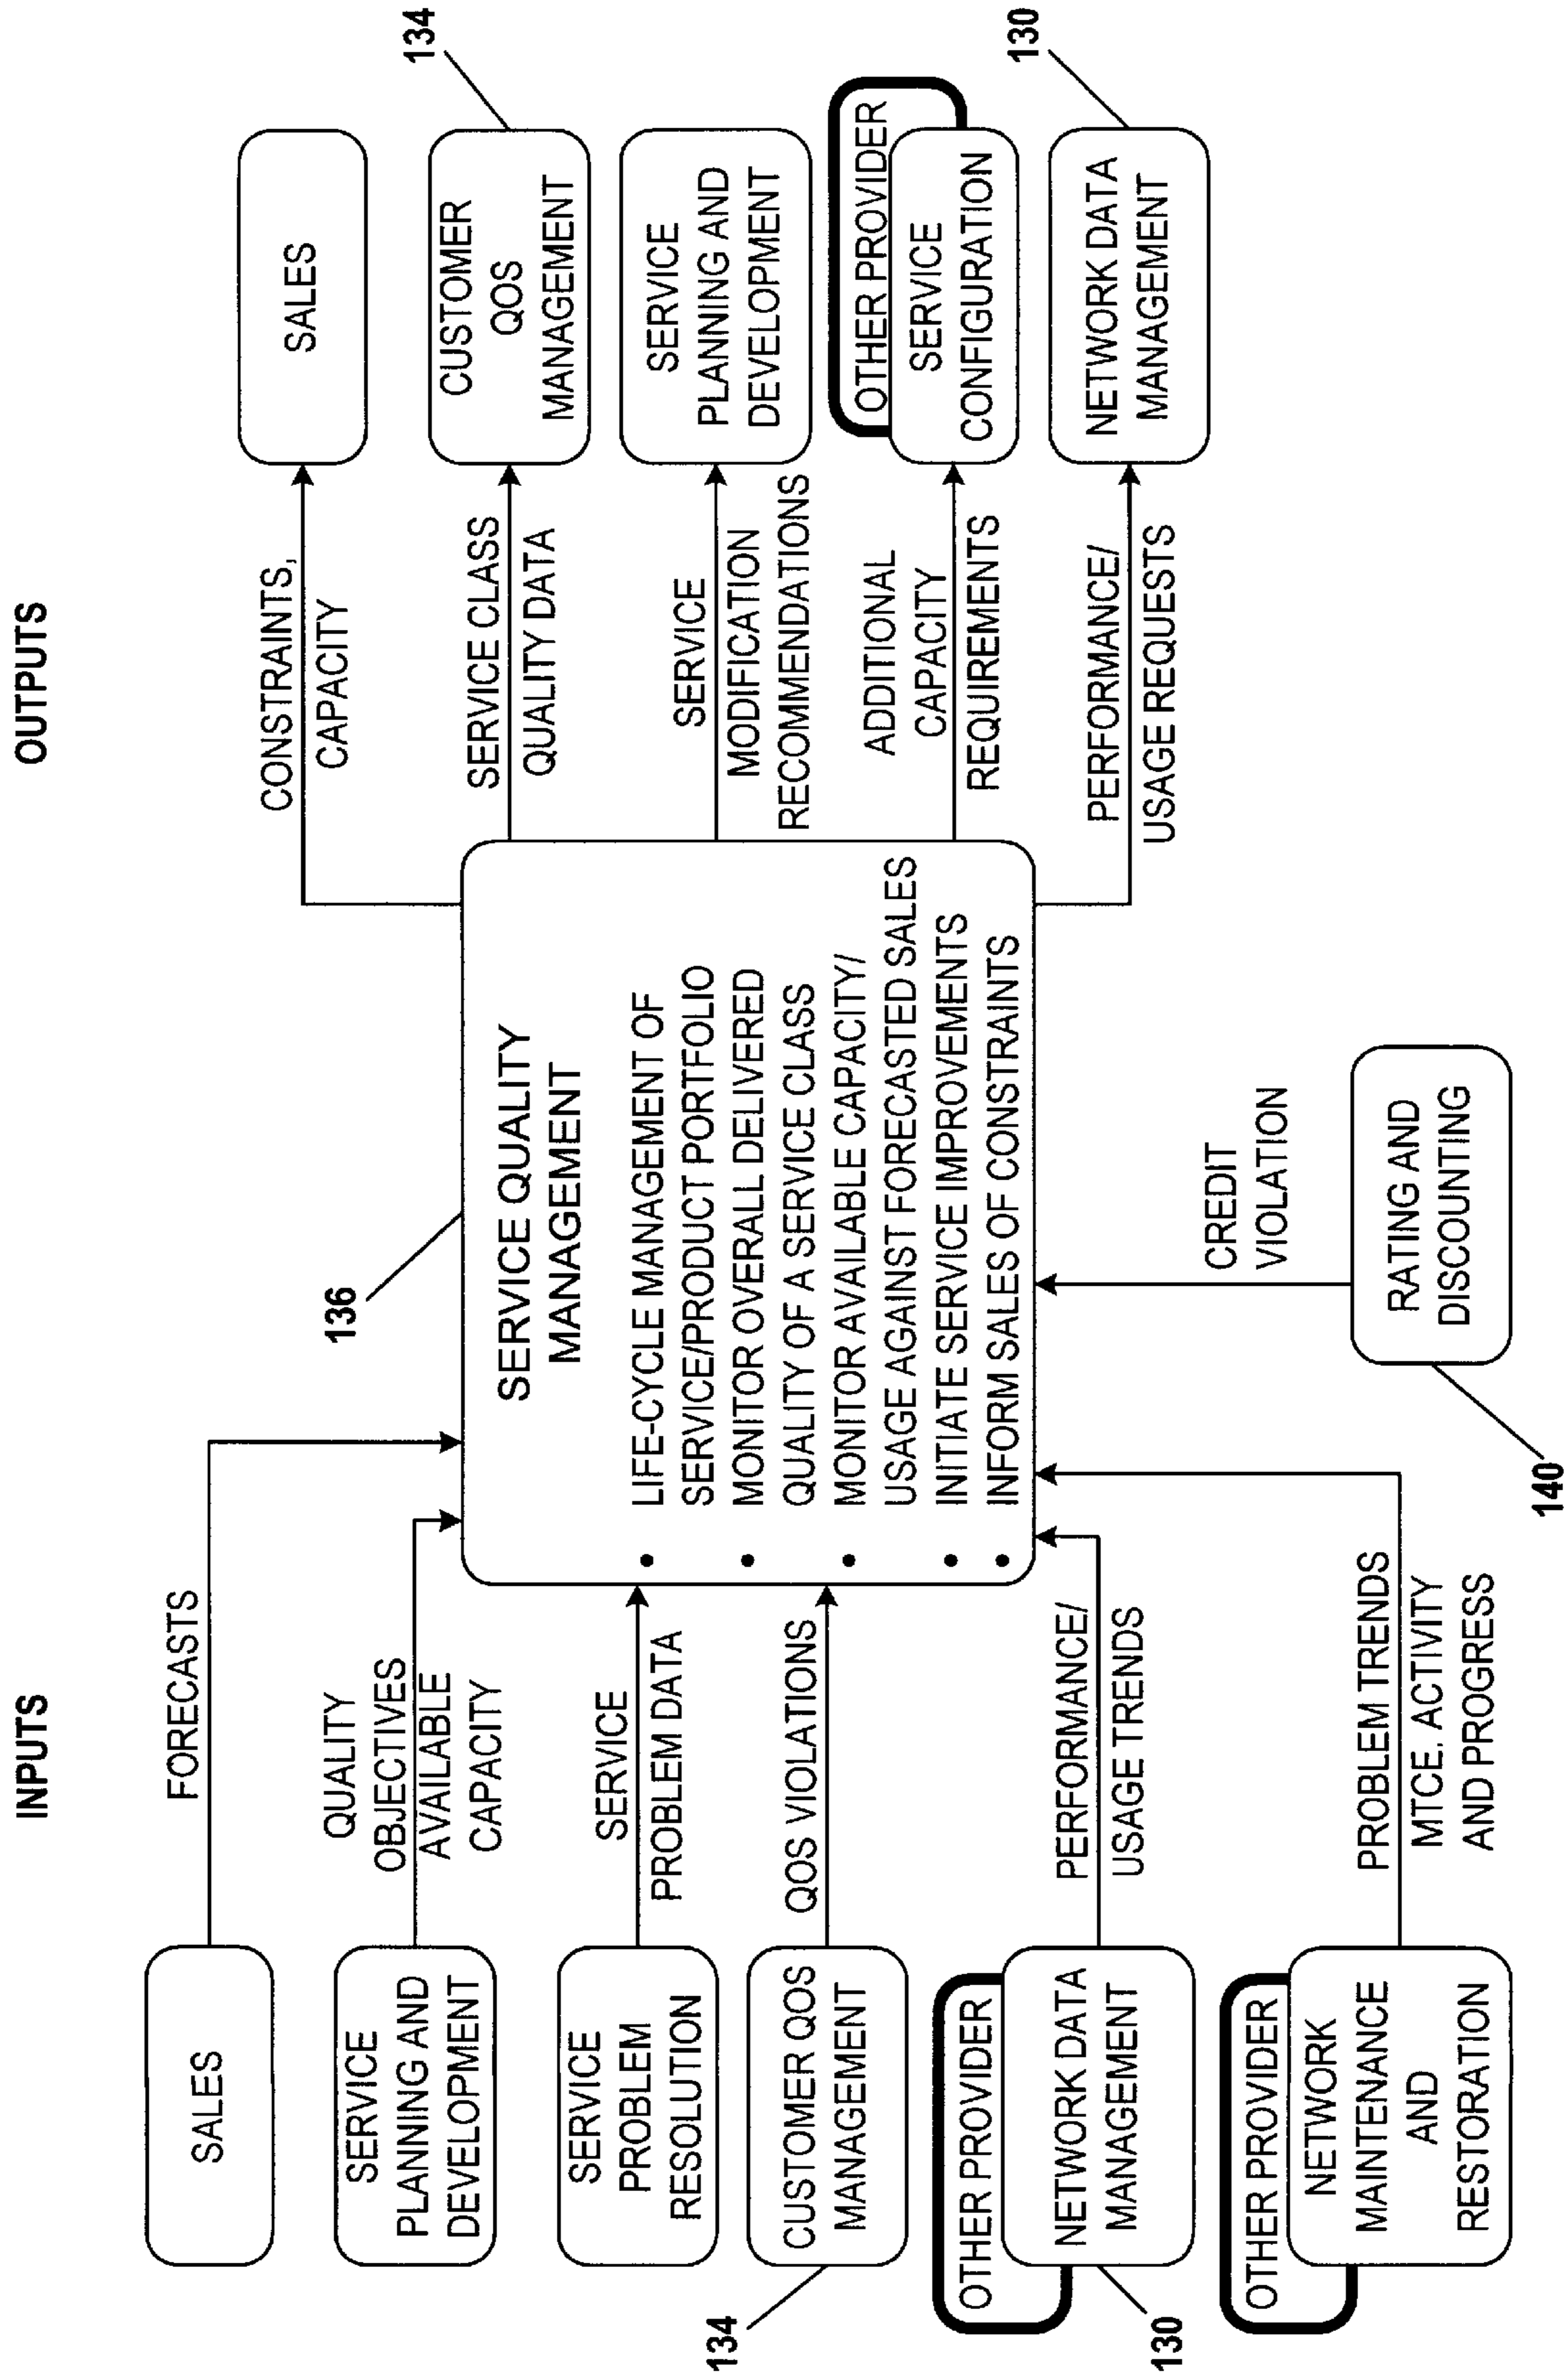 INPUTS
OUTPUTS
SALES
FORECASTS
SERVICE
PLANNING AND
DEVELOPMENT
QUALITY
OBJECTIVES
AVAILABLE
CAPACITY
SERVICE
PROBLEM
RESOLUTION
SERVICE
PROBLEM DATA
CUSTOMER QOS
MANAGEMENT
134
QOS VIOLATIONS
OTHER PROVIDER
NETWORK DATA
MANAGEMENT
130
PERFORMANCE/
USAGE TRENDS
OTHER PROVIDER
NETWORK
MAINTENANCE
AND
RESTORATION
PROBLEM TRENDS
MTCE. ACTIVITY
AND PROGRESS
136
SERVICE QUALITY
MANAGEMENT
• LIFE-CYCLE MANAGEMENT OF
SERVICE/PRODUCT PORTFOLIO
• MONITOR OVERALL DELIVERED
QUALITY OF A SERVICE CLASS
• MONITOR AVAILABLE CAPACITY/
USAGE AGAINST FORECASTED SALES
• INITIATE SERVICE IMPROVEMENTS
• INFORM SALES OF CONSTRAINTS
CREDIT
VIOLATION
RATING AND
DISCOUNTING
140
CONSTRAINTS,
CAPACITY
SALES
SERVICE CLASS
QUALITY DATA
CUSTOMER
QOS
MANAGEMENT
134
SERVICE
MODIFICATION
RECOMMENDATIONS
SERVICE
PLANNING AND
DEVELOPMENT
ADDITIONAL
CAPACITY
REQUIREMENTS
OTHER PROVIDER
SERVICE
CONFIGURATION
PERFORMANCE/
USAGE REQUESTS
NETWORK DATA
MANAGEMENT
130